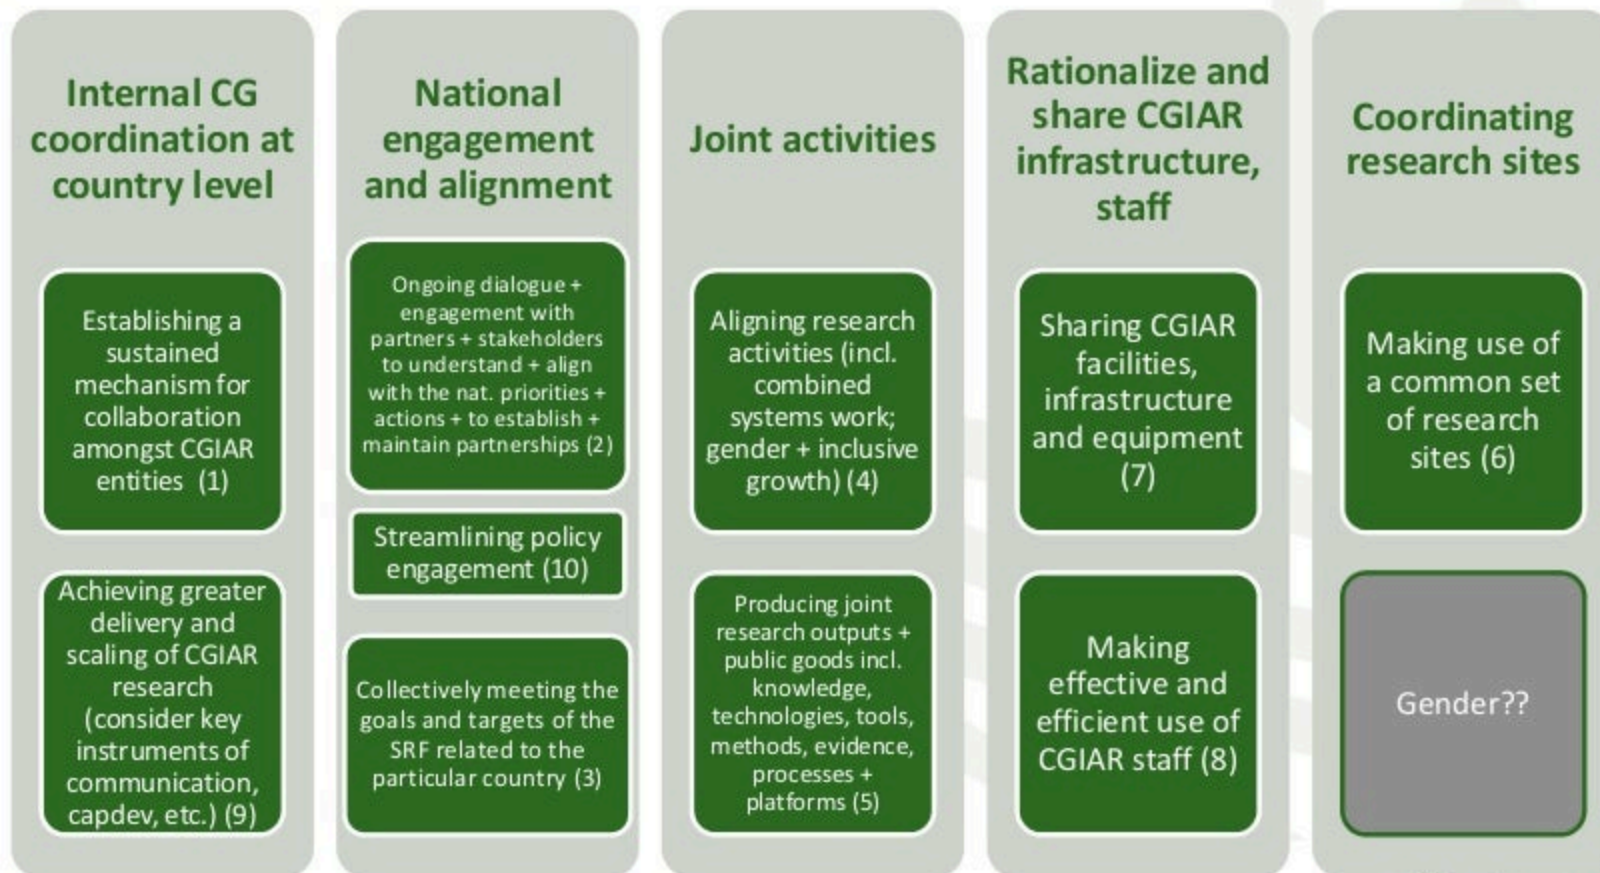 Internal CG
coordination at
country level
Establishing a
sustained
mechanism for
collaboration
amongst CGIAR
entities (1)
Achieving greater
delivery and
scaling of CGIAR
research
(consider key
instruments of
communication,
capdev, etc.) (9)
National
engagement
and alignment
Ongoing dialogue +
engagement with
partners + stakeholders
to understand + align
with the nat. priorities +
actions + to establish +
maintain partnerships (2)
Streamlining policy
engagement (10)
Collectively meeting the
goals and targets of the
SRF related to the
particular country (3)
Joint activities
Aligning research
activities (incl.
combined
systems work;
gender + inclusive
growth) (4)
Producing joint
research outputs +
public goods incl.
knowledge,
technologies, tools,
methods, evidence,
processes +
platforms (5)
Rationalize and
share CGIAR
infrastructure,
staff
Sharing CGIAR
facilities,
infrastructure
and equipment
(7)
Making
effective and
efficient use of
CGIAR staff (8)
Coordinating
research sites
Making use of
a common set
of research
sites (6)
Gender??